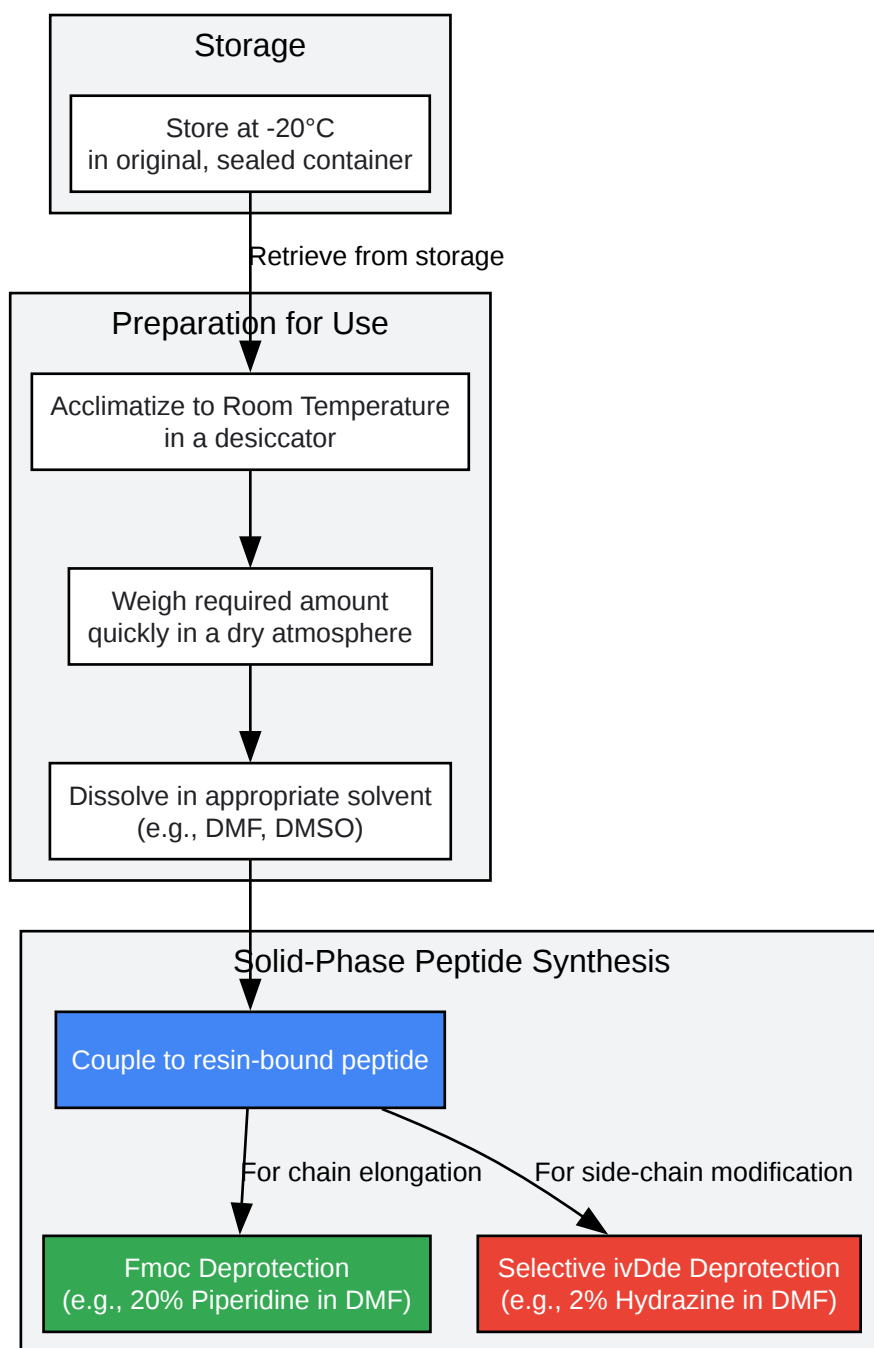 Storage
Store at -20°C
in original, sealed container
Retrieve from storage
Preparation for Use
Acclimatize to Room Temperature
in a desiccator
Weigh required amount
quickly in a dry atmosphere
Dissolve in appropriate solvent
(e.g., DMF, DMSO)
Solid-Phase Peptide Synthesis
Couple to resin-bound peptide
For chain elongation
For side-chain modification
Fmoc Deprotection
(e.g., 20% Piperidine in DMF)
Selective ivDde Deprotection
(e.g., 2% Hydrazine in DMF)